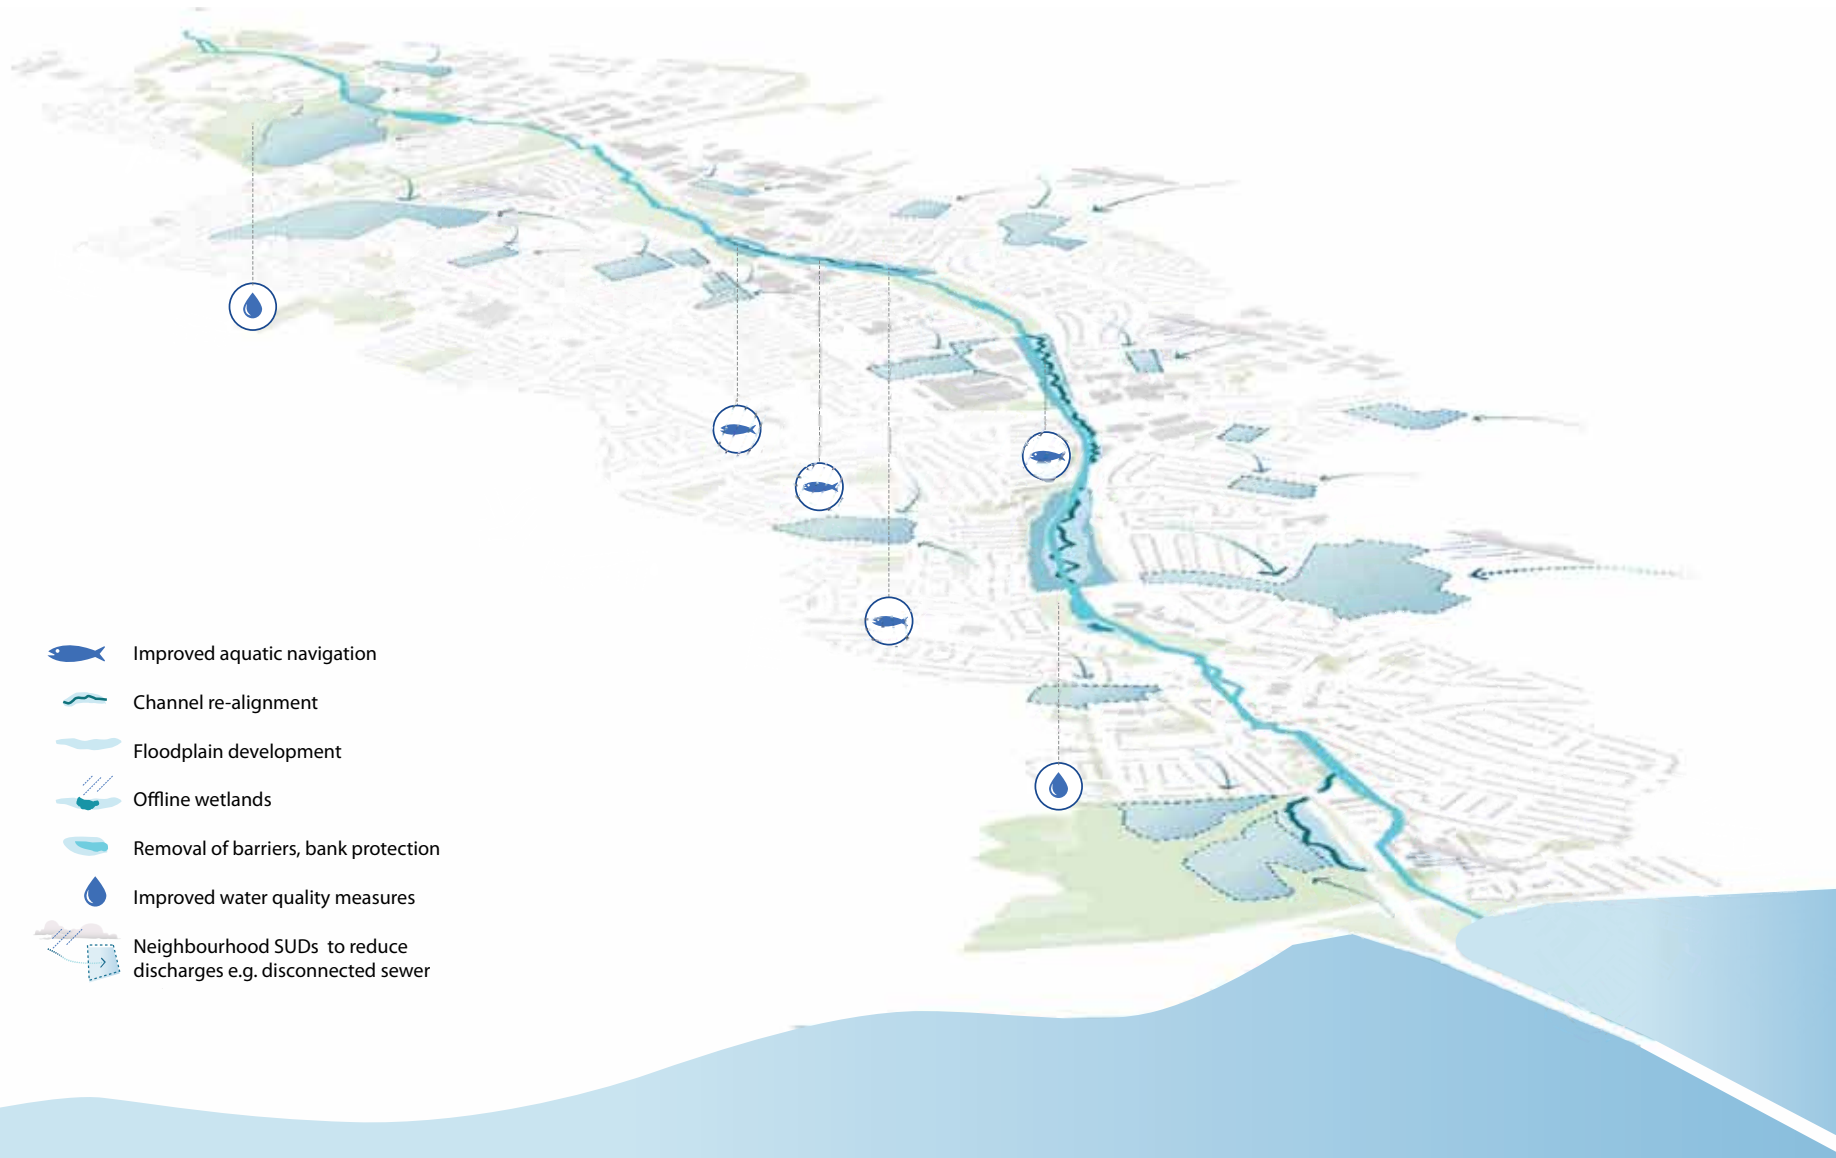 Improved aquatic navigation
Channel re-alignment
Floodplain development
Offline wetlands
Removal of barriers, bank protection
Improved water quality measures
Neighbourhood SUDs to reduce
discharges e.g. disconnected sewer